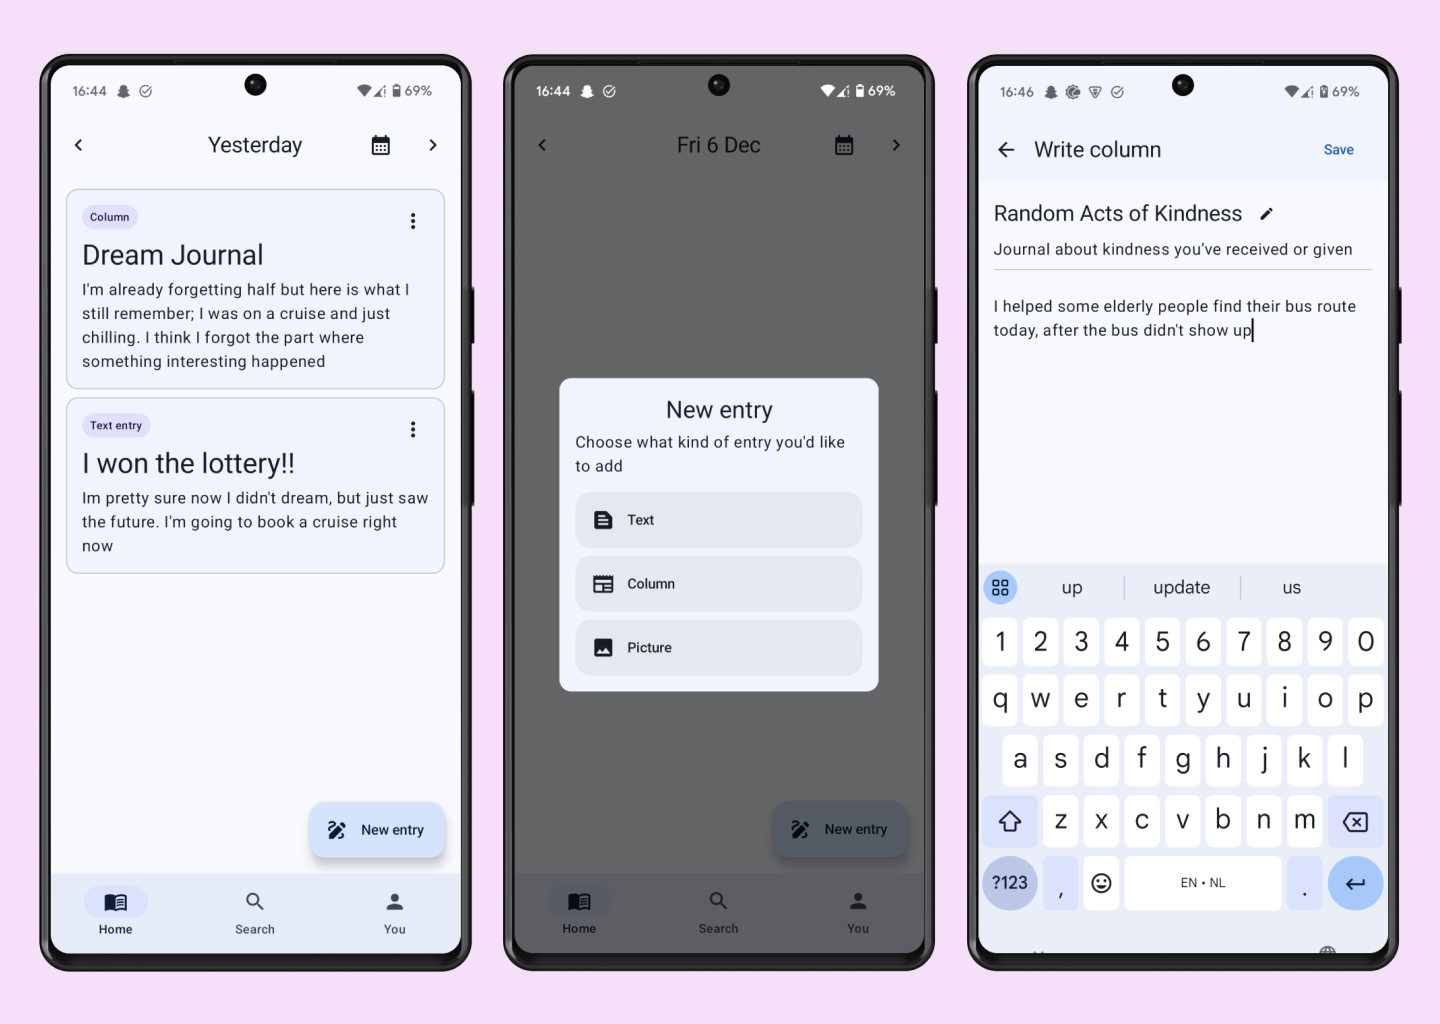 16:44
69%
Yesterday
Column
Dream Journal
I'm already forgetting half but here is what I
still remember; I was on a cruise and just
chilling. I think I forgot the part where
something interesting happened
Text entry
I won the lottery!!
Im pretty sure now I didn't dream, but just saw
the future. I'm going to book a cruise right
now
New entry
Home
Search
You
16:44
69%
Fri 6 Dec
New entry
Choose what kind of entry you'd like
to add
Text
Column
Picture
New entry
Home
Search
You
16:46
69%
Write column
Save
Random Acts of Kindness
Journal about kindness you've received or given
I helped some elderly people find their bus route
today, after the bus didn't show up
up update us
1 2 3 4 5 6 7 8 9 0
q w e r t y u i o p
a s d f g h j k l
z x c v b n m
?123 , EN • NL .